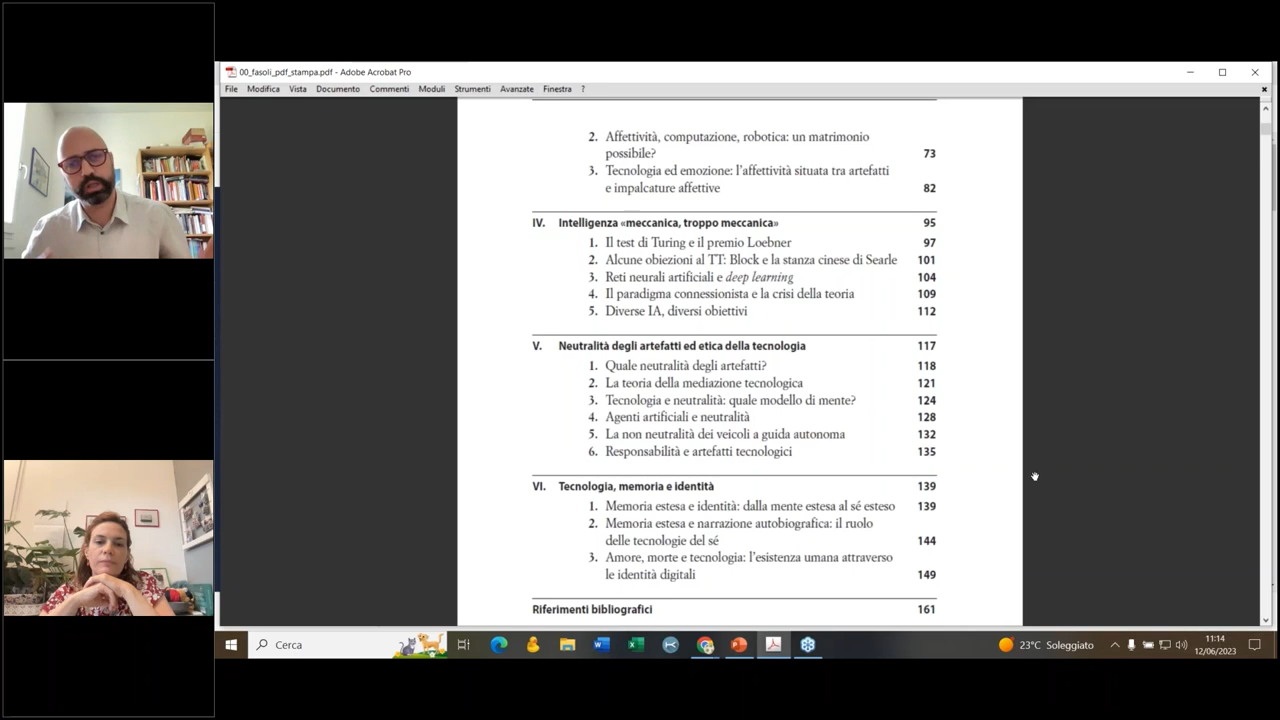 00_fasoli_pdf_stampa.pdf - Adobe Acrobat Pro
File Modifica Vista Documento Commenti Moduli Strumenti Avanzate Finestra ?
2. Affettività, computazione, robotica: un matrimonio
possibile? 73
3. Tecnologia ed emozione: l’affettività situata tra artefatti
e impalcature affettive 82
IV. Intelligenza «meccanica, troppo meccanica» 95
1. Il test di Turing e il premio Loebner 97
2. Alcune obiezioni al TT: Block e la stanza cinese di Searle 101
3. Reti neurali artificiali e deep learning 104
4. Il paradigma connessionista e la crisi della teoria 109
5. Diverse IA, diversi obiettivi 112
V. Neutralità degli artefatti ed etica della tecnologia 117
1. Quale neutralità degli artefatti? 118
2. La teoria della mediazione tecnologica 121
3. Tecnologia e neutralità: quale modello di mente? 124
4. Agenti artificiali e neutralità 128
5. La non neutralità dei veicoli a guida autonoma 132
6. Responsabilità e artefatti tecnologici 135
VI. Tecnologia, memoria e identità 139
1. Memoria estesa e identità: dalla mente estesa al sé esteso 139
2. Memoria estesa e narrazione autobiografica: il ruolo
delle tecnologie del sé 144
3. Amore, morte e tecnologia: l’esistenza umana attraverso
le identità digitali 149
Riferimenti bibliografici 161
Cerca
23°C Soleggiato
11:14
12/06/2023